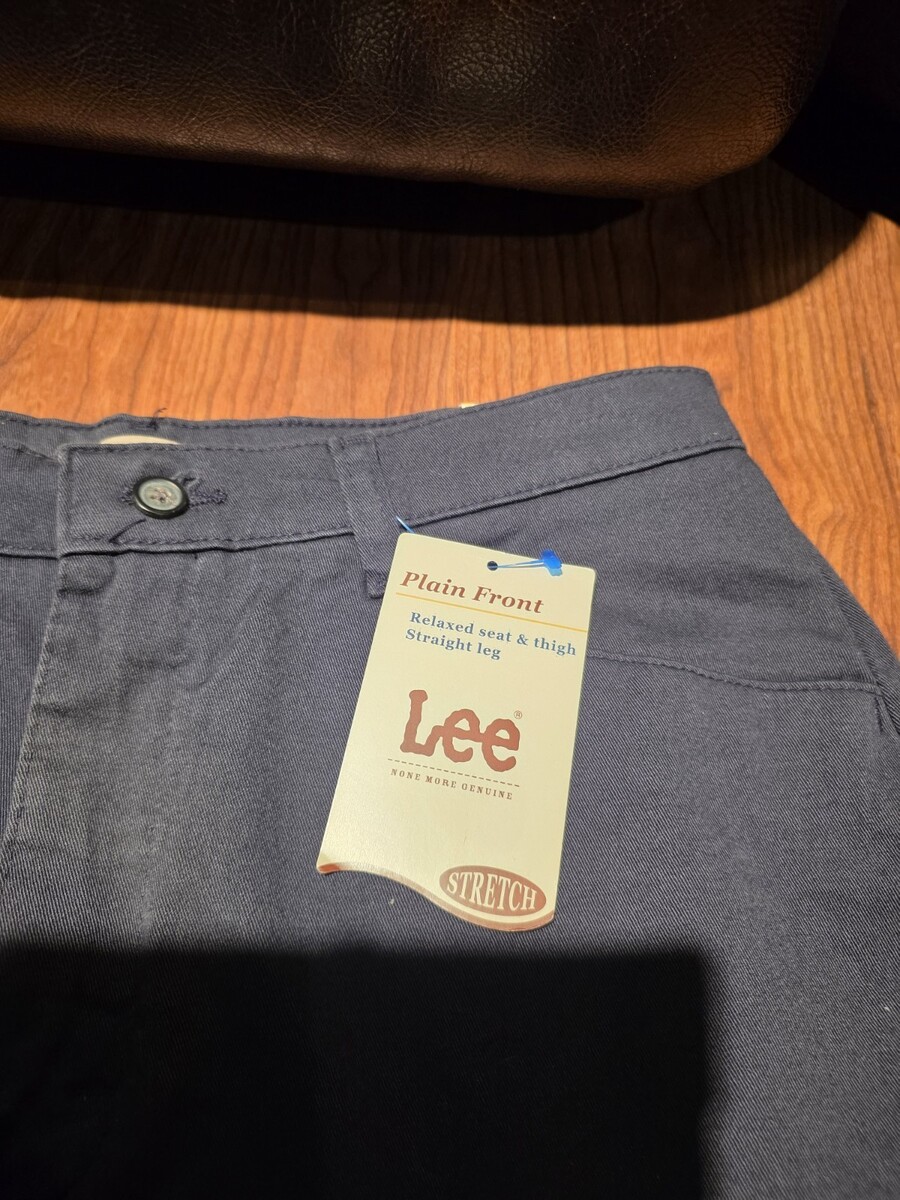 Plain Front
Relaxed seat & thigh
Straight leg
Lee®
NONE MORE GENUINE
STRETCH